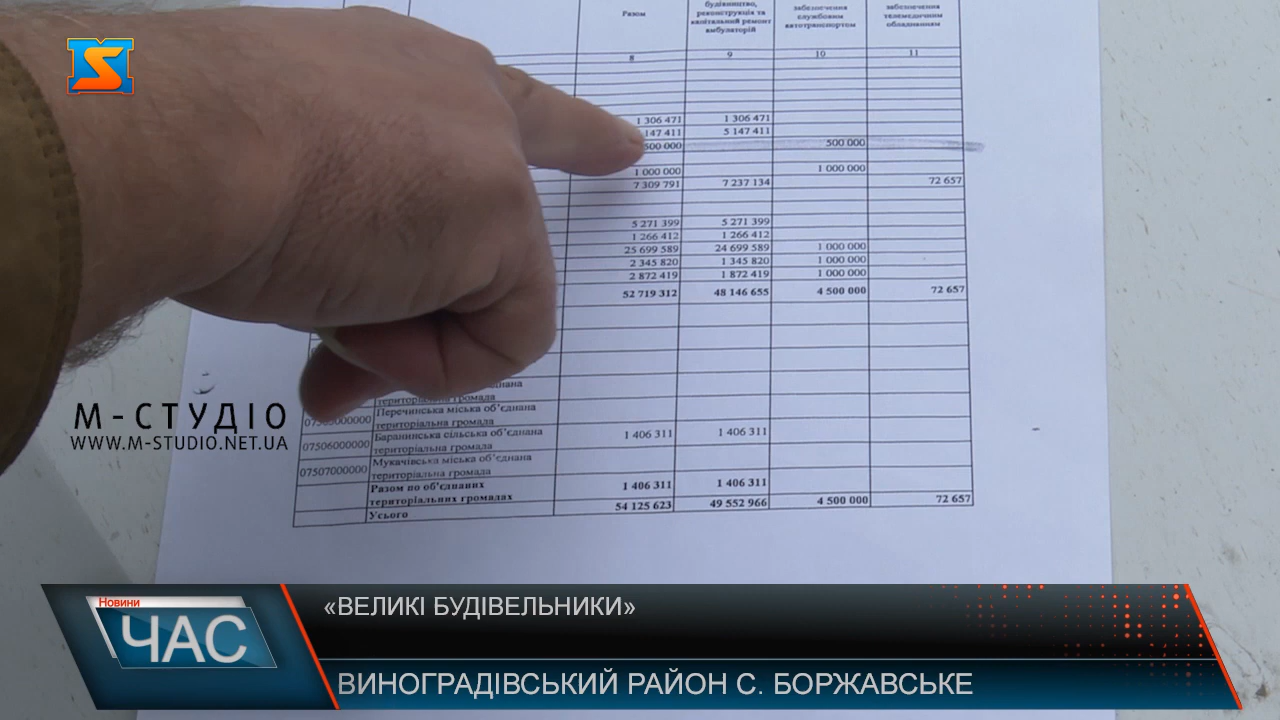 Разом
будівництво,
реконструкція та
капітальний ремонт
амбулаторій
забезпечення
службовим
автотранспортом
забезпечення
телемедичним
обладнанням
8 9 10 11
1 306 471 1 306 471
147 411 5 147 411
500 000 500 000
1 000 000 1 000 000
7 309 791 7 237 134 72 657
5 271 399 5 271 399
1 266 412 1 266 412
25 699 589 24 699 589 1 000 000
2 345 820 1 345 820 1 000 000
2 872 419 1 872 419 1 000 000
52 719 312 48 146 655 4 500 000 72 657
територіальна громада
Перечинська міська об'єднана
територіальна громада
07506000000 Баранинська сільська об'єднана 1 406 311 1 406 311
територіальна громада
07507000000 Мукачівська міська об'єднана
територіальна громада
Разом по об'єднаних 1 406 311 1 406 311
територіальних громадах
Усього 54 125 623 49 552 966 4 500 000 72 657
М-СТУДІО
WWW.M-STUDIO.NET.UA
Новини
ЧАС
«ВЕЛИКІ БУДІВЕЛЬНИКИ»
ВИНОГРАДІВСЬКИЙ РАЙОН С. БОРЖАВСЬКЕ